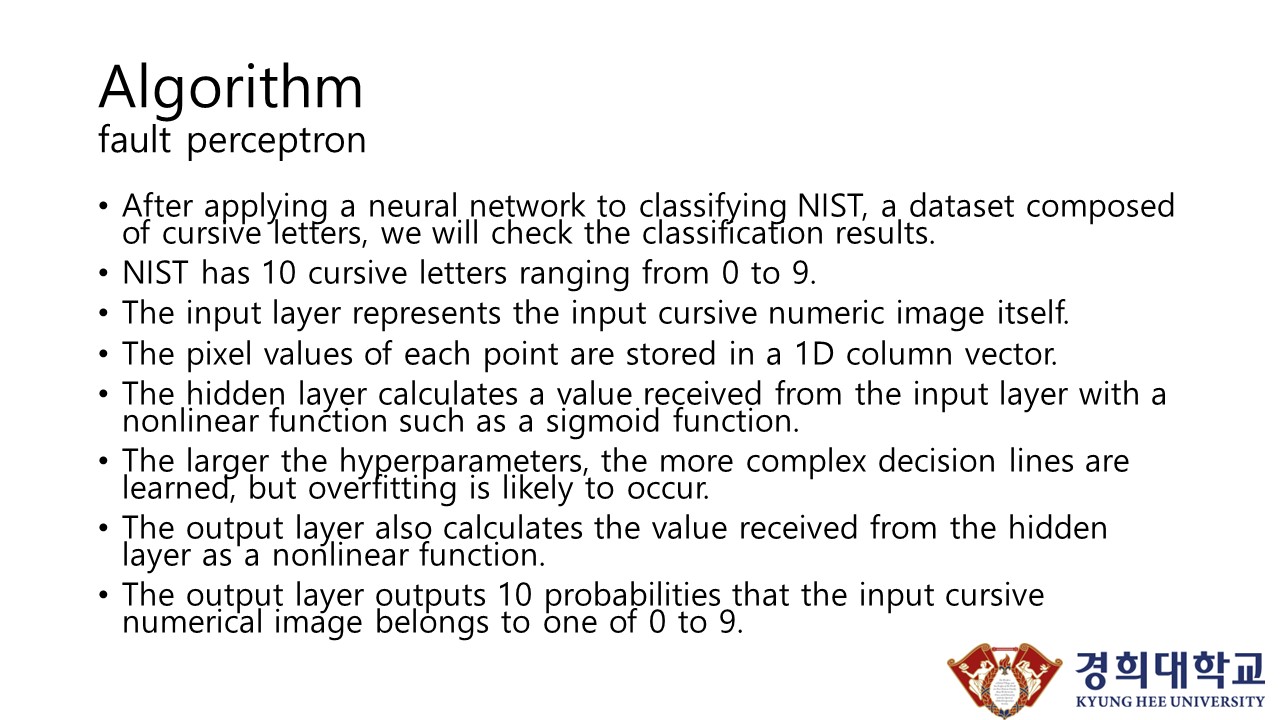 Algorithm
fault perceptron
• After applying a neural network to classifying NIST, a dataset composed
of cursive letters, we will check the classification results.
• NIST has 10 cursive letters ranging from 0 to 9.
• The input layer represents the input cursive numeric image itself.
• The pixel values of each point are stored in a 1D column vector.
• The hidden layer calculates a value received from the input layer with a
nonlinear function such as a sigmoid function.
• The larger the hyperparameters, the more complex decision lines are
learned, but overfitting is likely to occur.
• The output layer also calculates the value received from the hidden
layer as a nonlinear function.
• The output layer outputs 10 probabilities that the input cursive
numerical image belongs to one of 0 to 9.
경희대학교
KYUNG HEE UNIVERSITY